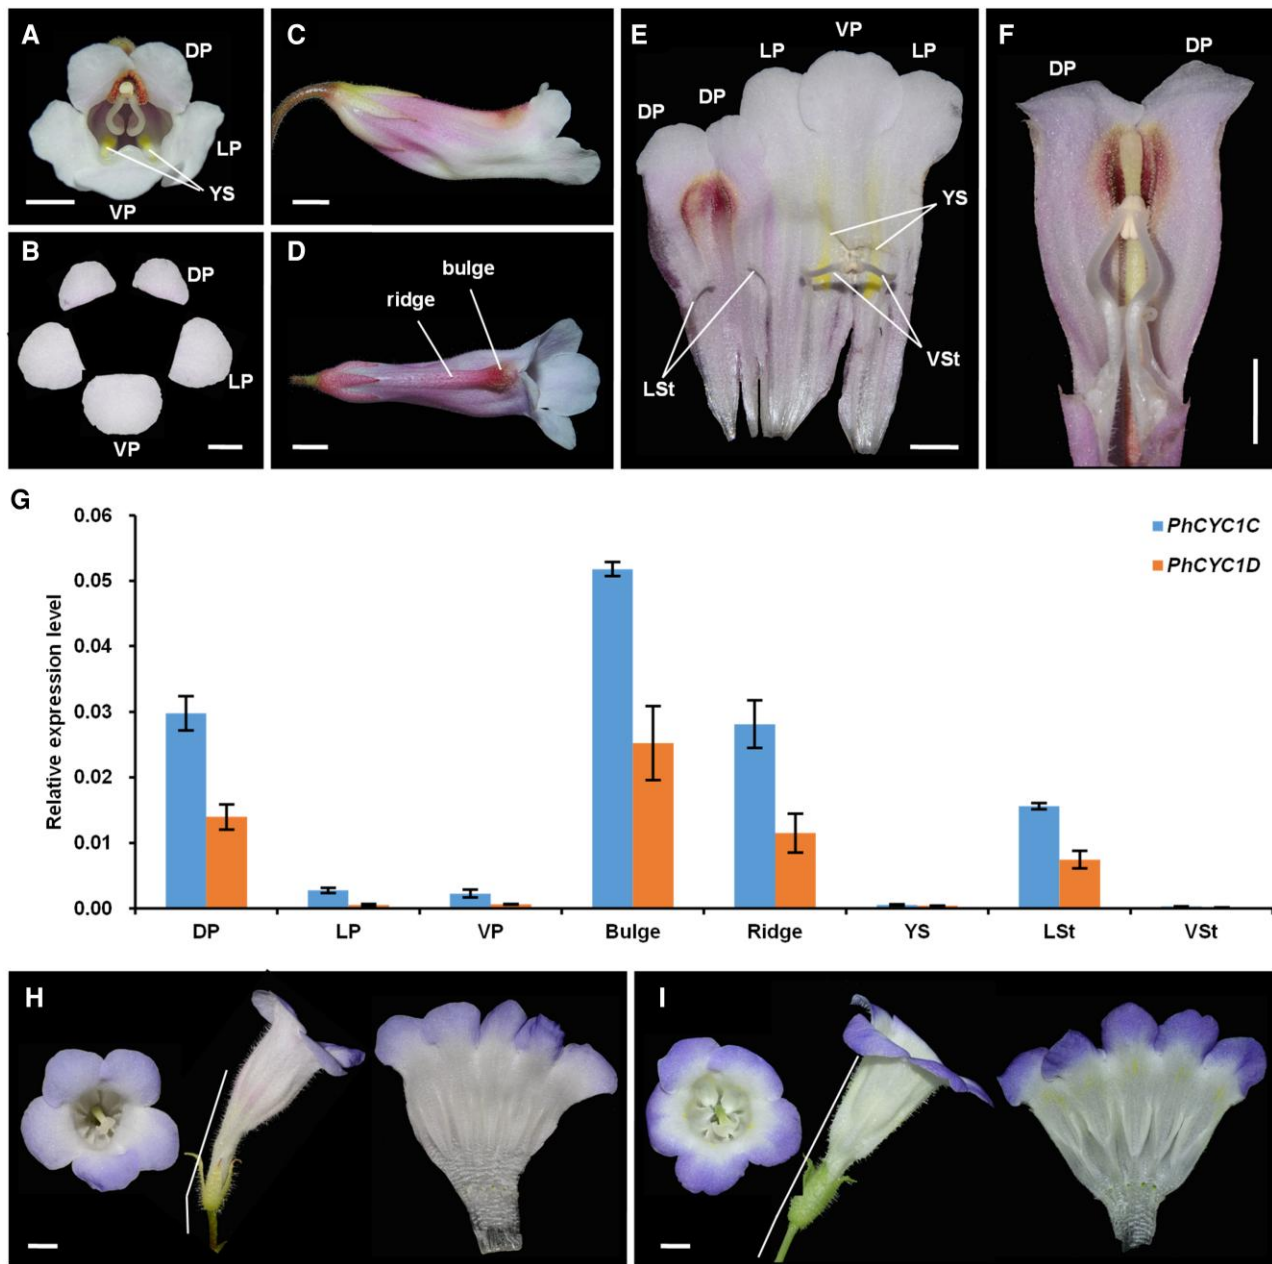 A
DP
LP
YS
VP
B
DP
LP
VP
C
D
bulge
ridge
E
VP
LP
LP
DP
DP
YS
VSt
LSt
F
DP
DP
G
Relative expression level
0.06
0.05
0.04
0.03
0.02
0.01
0.00
PhCYC1C
PhCYC1D
DP LP VP Bulge Ridge YS LSt VSt
H
I